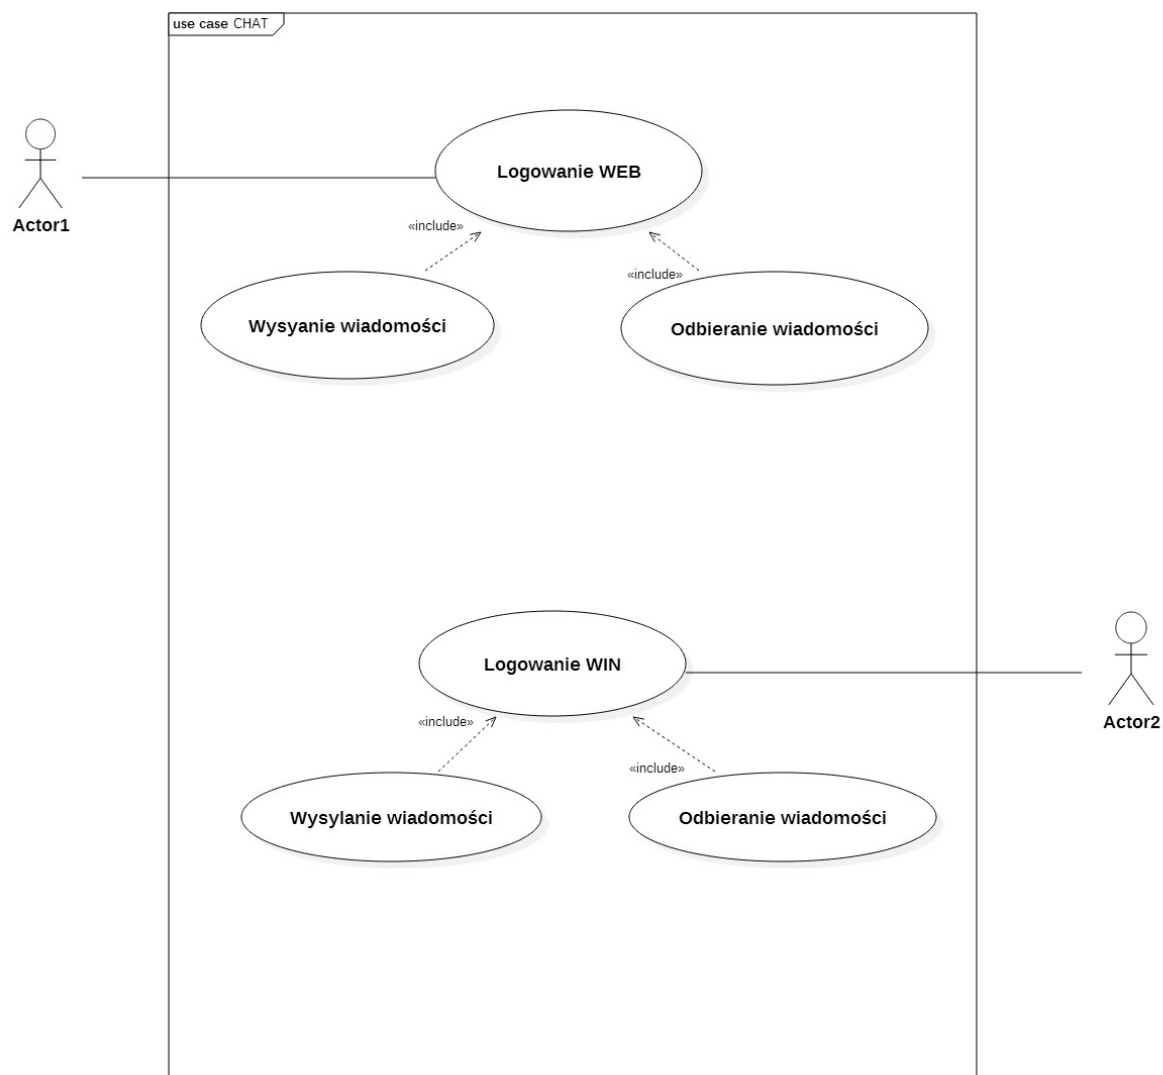 use case CHAT
Logowanie WEB
Actor1
«include»
«include»
Wysyanie wiadomości
Odbieranie wiadomości
Logowanie WIN
Actor2
«include»
«include»
Wysylanie wiadomości
Odbieranie wiadomości